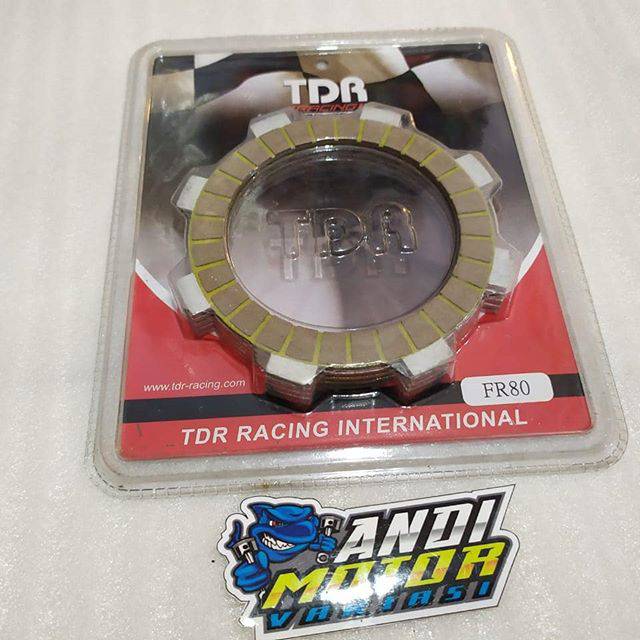 TDR
RACING
TDR
www.tdr-racing.com
FR80
TDR RACING INTERNATIONAL
ANDI
MOTOR
VARIASI